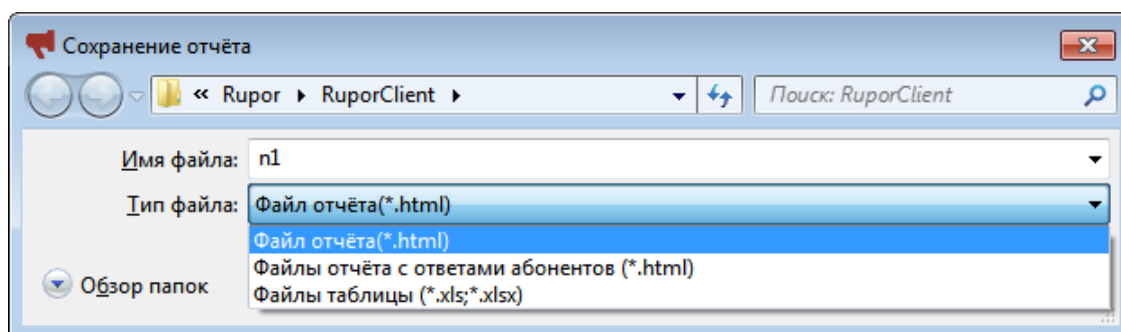 Сохранение отчёта
« Rupor RuporClient
Поиск: RuporClient
Имя файла: n1
Тип файла: Файл отчёта(*.html)
Файл отчёта(*.html)
Файлы отчёта с ответами абонентов (*.html)
Файлы таблицы (*.xls;*.xlsx)
Обзор папок